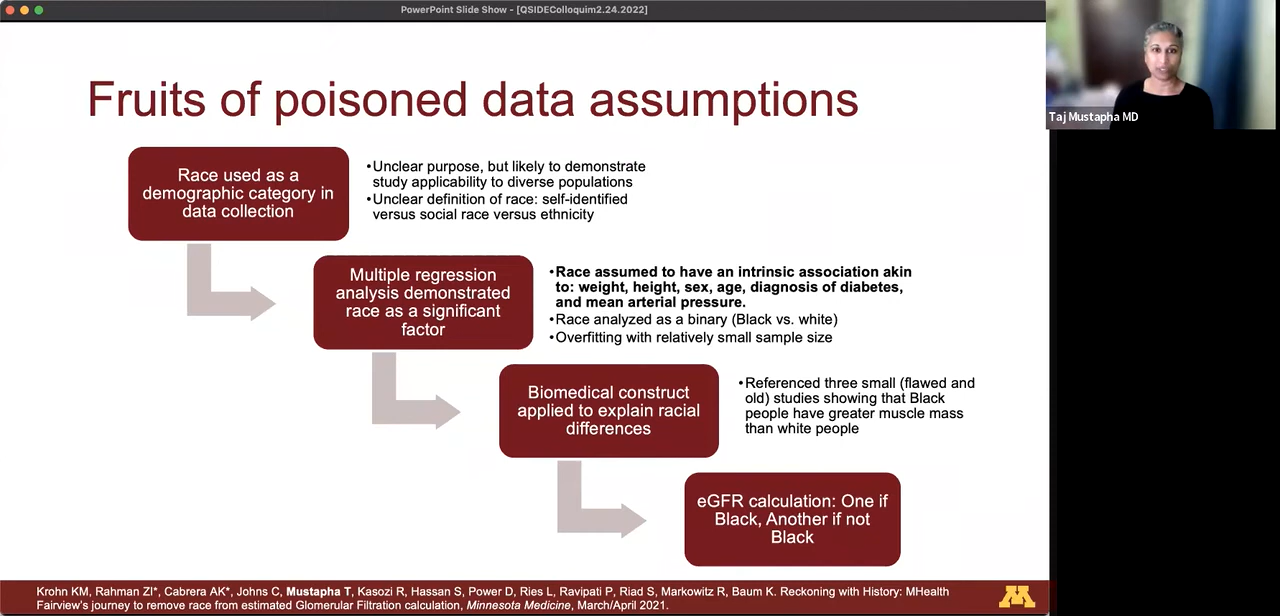 PowerPoint Slide Show - [QSIDEColloquim2.24.2022]
Fruits of poisoned data assumptions
Taj Mustapha MD
Race used as a
demographic category in
data collection
•Unclear purpose, but likely to demonstrate
study applicability to diverse populations
•Unclear definition of race: self-identified
versus social race versus ethnicity
Multiple regression
analysis demonstrated
race as a significant
factor
•Race assumed to have an intrinsic association akin
to: weight, height, sex, age, diagnosis of diabetes,
and mean arterial pressure.
•Race analyzed as a binary (Black vs. white)
•Overfitting with relatively small sample size
Biomedical construct
applied to explain racial
differences
•Referenced three small (flawed and
old) studies showing that Black
people have greater muscle mass
than white people
eGFR calculation: One if
Black, Another if not
Black
Krohn KM, Rahman ZI*, Cabrera AK*, Johns C, Mustapha T, Kasozi R, Hassan S, Power D, Ries L, Ravipati P, Riad S, Markowitz R, Baum K. Reckoning with History: MHealth
Fairview's journey to remove race from estimated Glomerular Filtration calculation, Minnesota Medicine, March/April 2021.
M